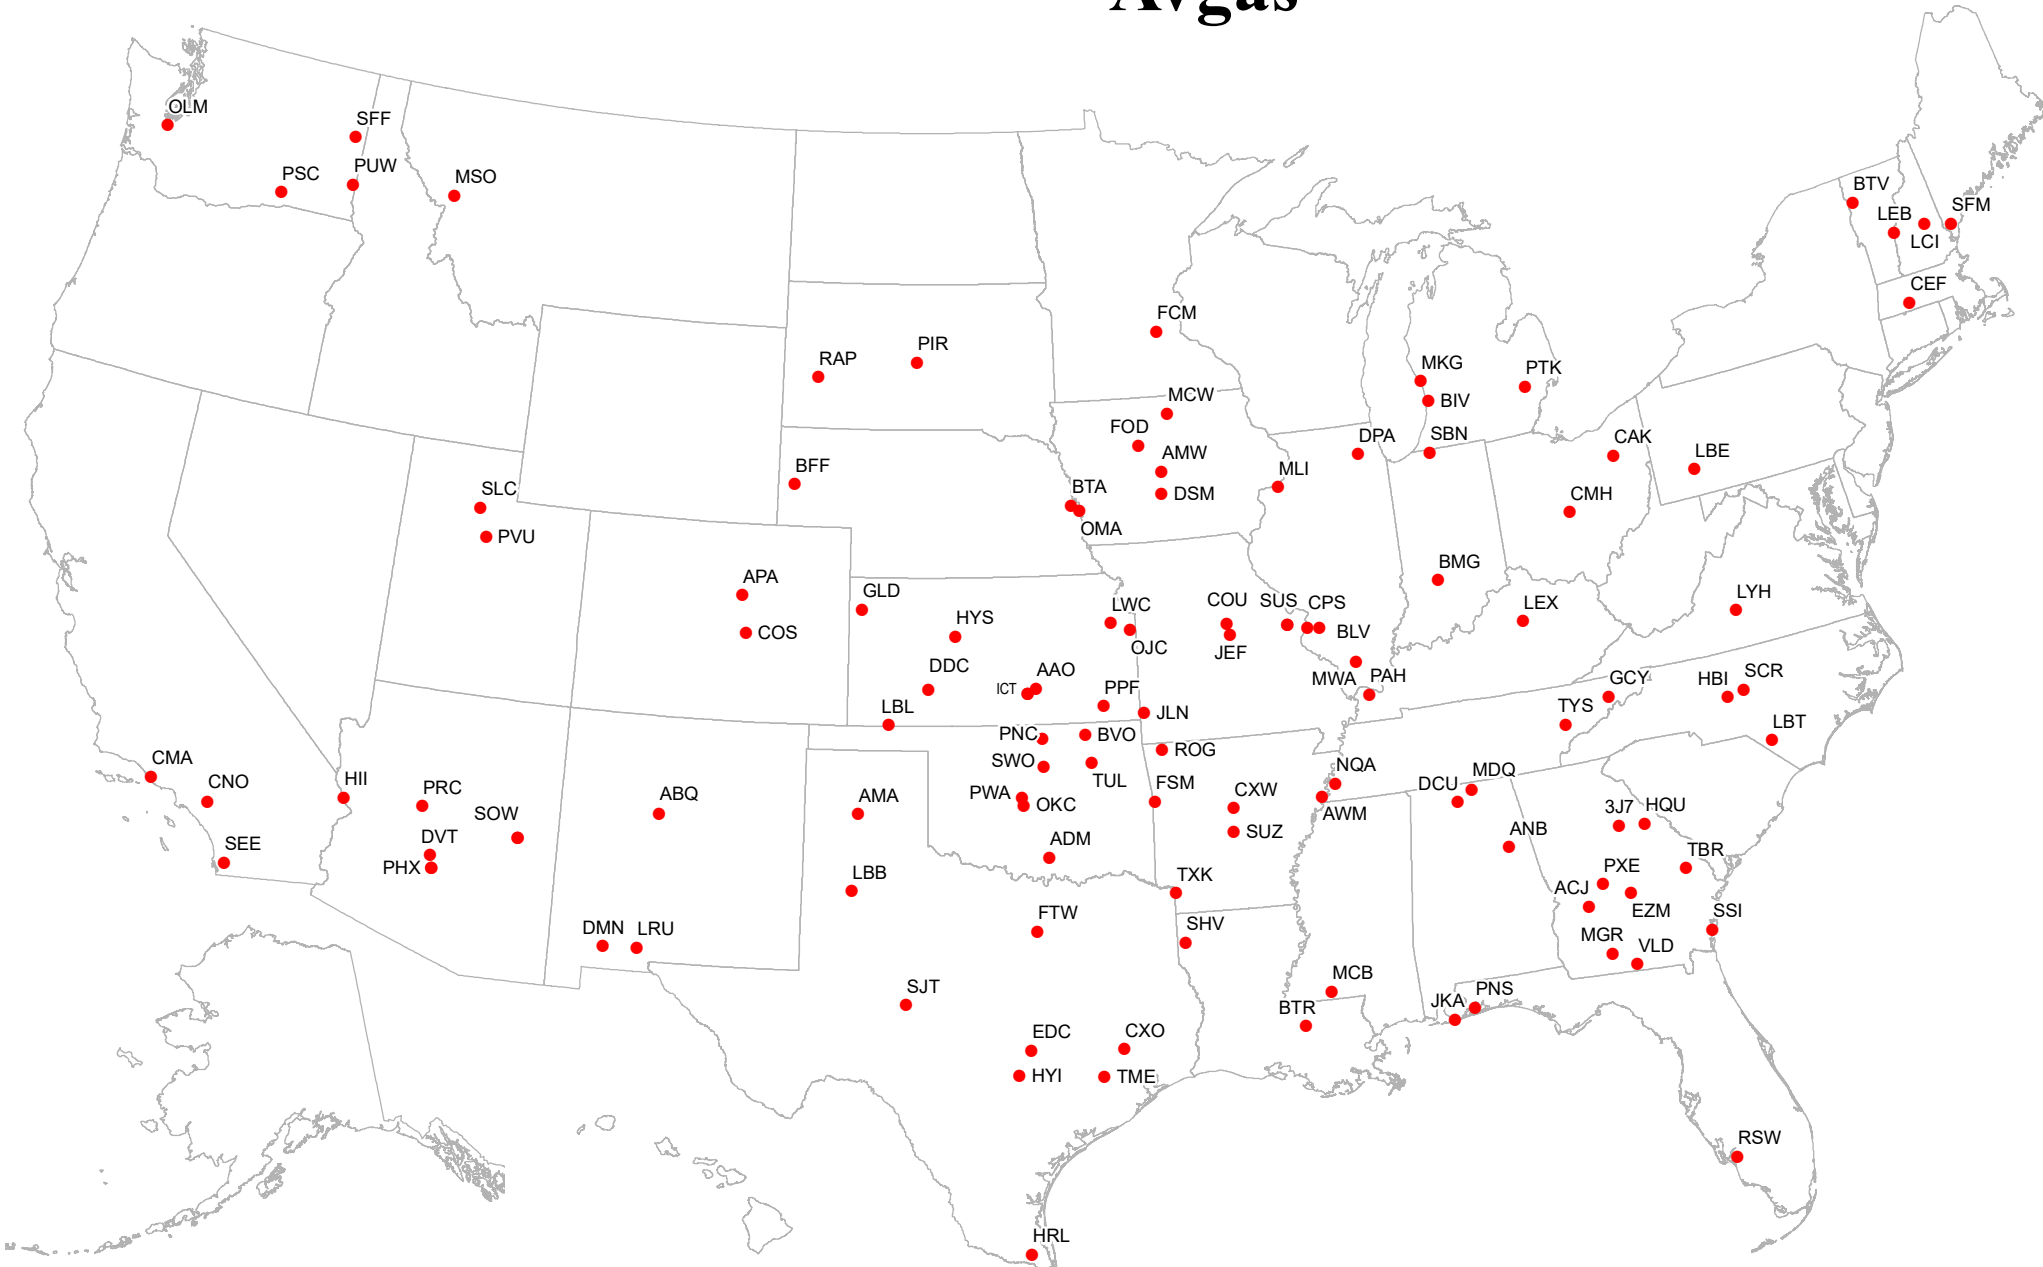 Avgas
OLM
SFF
PSC
PUW
MSO
BTV
LEB
SFM
LCI
CEF
FCM
RAP
PIR
MKG
PTK
BIV
MCW
FOD
AMW
DSM
DPA
SBN
CAK
LBE
MLI
CMH
BFF
BTA
OMA
SLC
PVU
APA
COS
GLD
HYS
LWC
OJC
COU
JEF
SUS
CPS
BLV
BMG
LEX
LYH
DDC
ICT
AAO
PPF
LBL
JLN
MWA
PAH
GCY
TYS
HBI
SCR
LBT
PNC
BVO
SWO
TUL
ROG
PWA
OKC
FSM
CXW
SUZ
NQA
AWM
DCU
MDQ
CMA
CNO
HII
SEE
PRC
SOW
DVT
PHX
ABQ
AMA
ADM
LBB
TXK
ANB
3J7
HQU
TBR
PXE
ACJ
EZM
SSI
MGR
VLD
DMN
LRU
FTW
SHV
SJT
MCB
BTR
JKA
PNS
EDC
HYI
CXO
TME
RSW
HRL